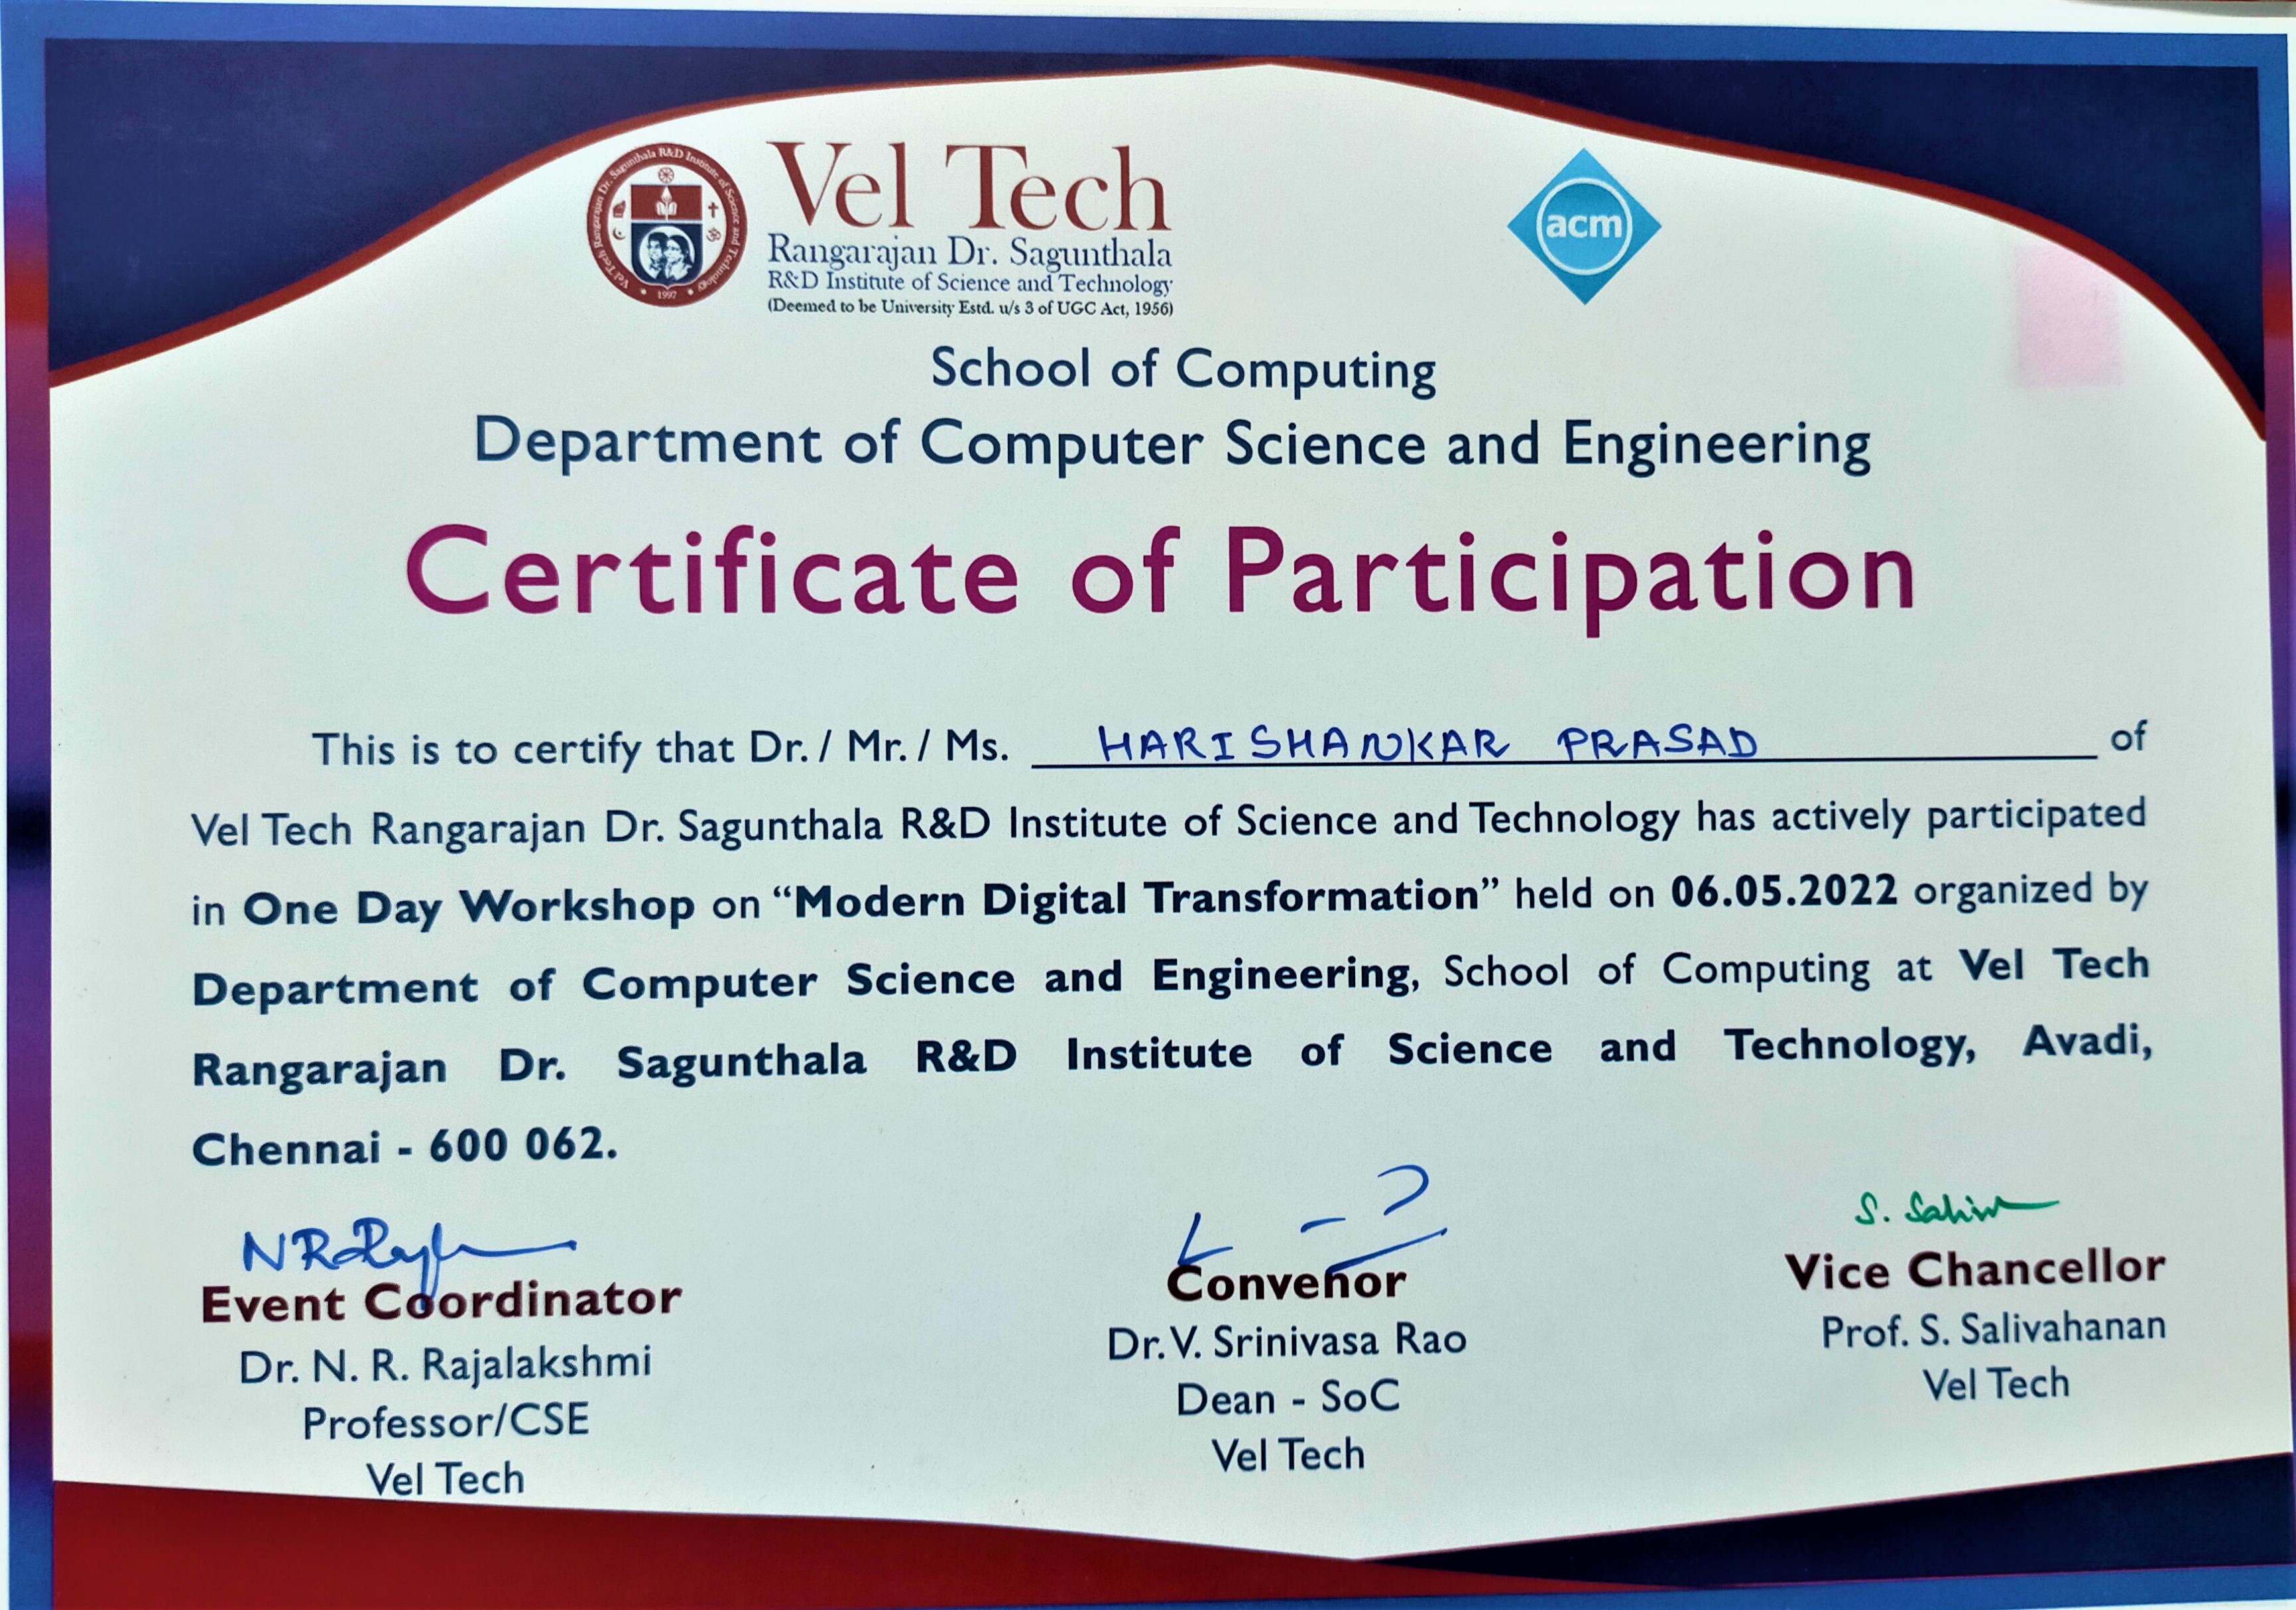 Vel Tech Rangarajan Dr. Sagunthala R&D Institute of Science and Technology
1997
Vel Tech
Rangarajan Dr. Sagunthala
R&D Institute of Science and Technology
(Deemed to be University Estd. u/s 3 of UGC Act, 1956)
acm
School of Computing
Department of Computer Science and Engineering
Certificate of Participation
This is to certify that Dr. / Mr. / Ms. HARISHANKAR PRASAD of
Vel Tech Rangarajan Dr. Sagunthala R&D Institute of Science and Technology has actively participated
in One Day Workshop on “Modern Digital Transformation” held on 06.05.2022 organized by
Department of Computer Science and Engineering, School of Computing at Vel Tech
Rangarajan Dr. Sagunthala R&D Institute of Science and Technology, Avadi,
Chennai - 600 062.
Event Coordinator
Dr. N. R. Rajalakshmi
Professor/CSE
Vel Tech
Convenor
Dr. V. Srinivasa Rao
Dean - SoC
Vel Tech
Vice Chancellor
Prof. S. Salivahanan
Vel Tech